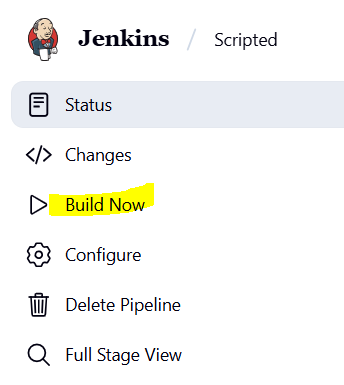 Jenkins / Scripted
Status
Changes
Build Now
Configure
Delete Pipeline
Full Stage View